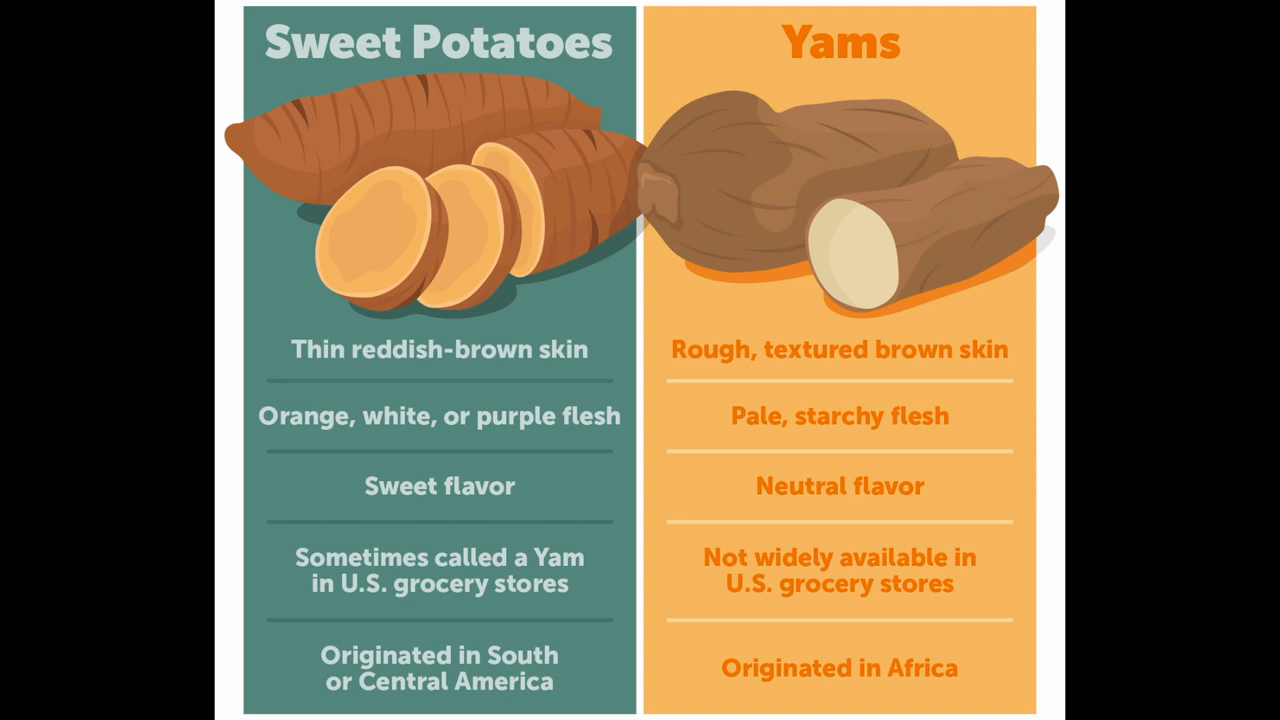 Sweet Potatoes
Thin reddish-brown skin
Orange, white, or purple flesh
Sweet flavor
Sometimes called a Yam
in U.S. grocery stores
Originated in South
or Central America
Yams
Rough, textured brown skin
Pale, starchy flesh
Neutral flavor
Not widely available in
U.S. grocery stores
Originated in Africa